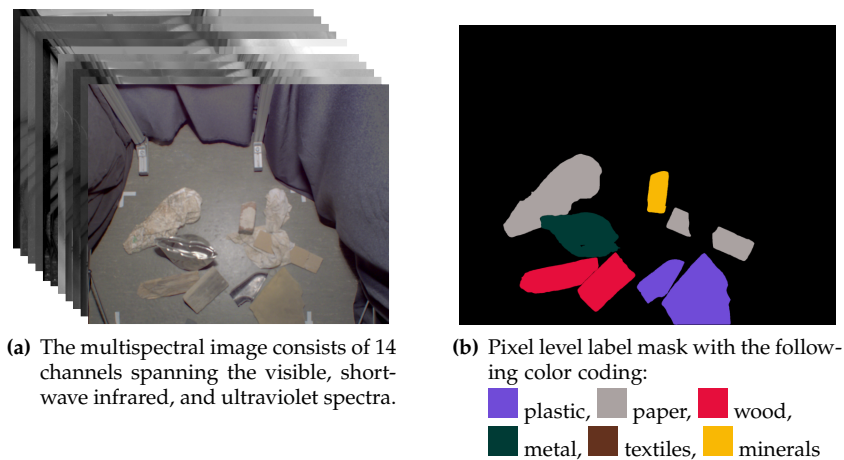 (a) The multispectral image consists of 14
channels spanning the visible, short-
wave infrared, and ultraviolet spectra.
(b) Pixel level label mask with the follow-
ing color coding:
plastic, paper, wood,
metal, textiles, minerals